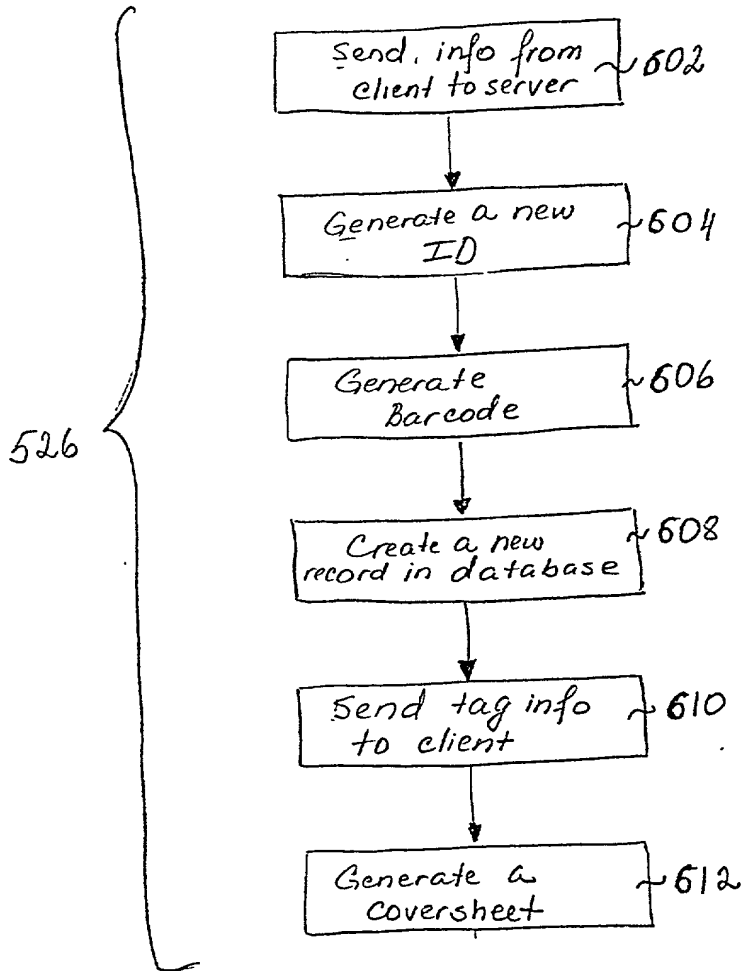 Send. info from
client to server
602
Generate a new
ID
604
Generate
Barcode
606
526
Create a new
record in database
608
Send tag info
to client
610
Generate a
coversheet
612